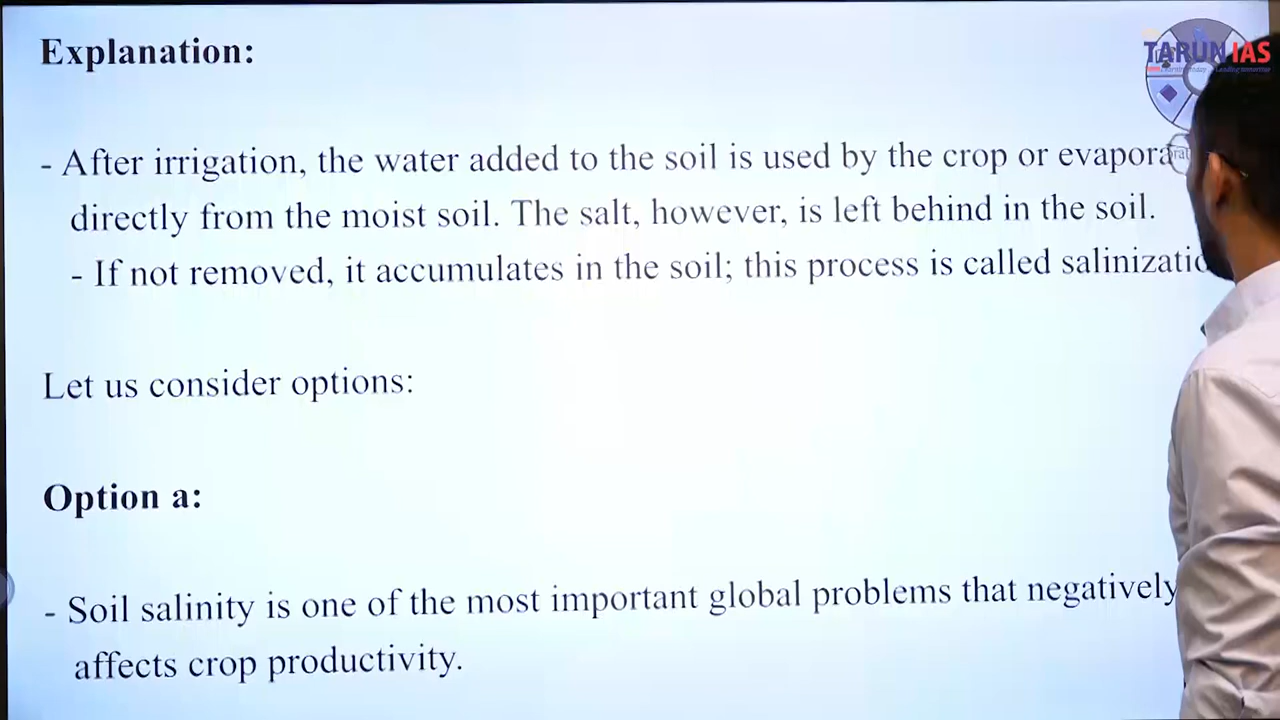 Explanation:
TARUN IAS
- After irrigation, the water added to the soil is used by the crop or evapora
directly from the moist soil. The salt, however, is left behind in the soil.
- If not removed, it accumulates in the soil; this process is called salinizatio
Let us consider options:
Option a:
- Soil salinity is one of the most important global problems that negatively
affects crop productivity.